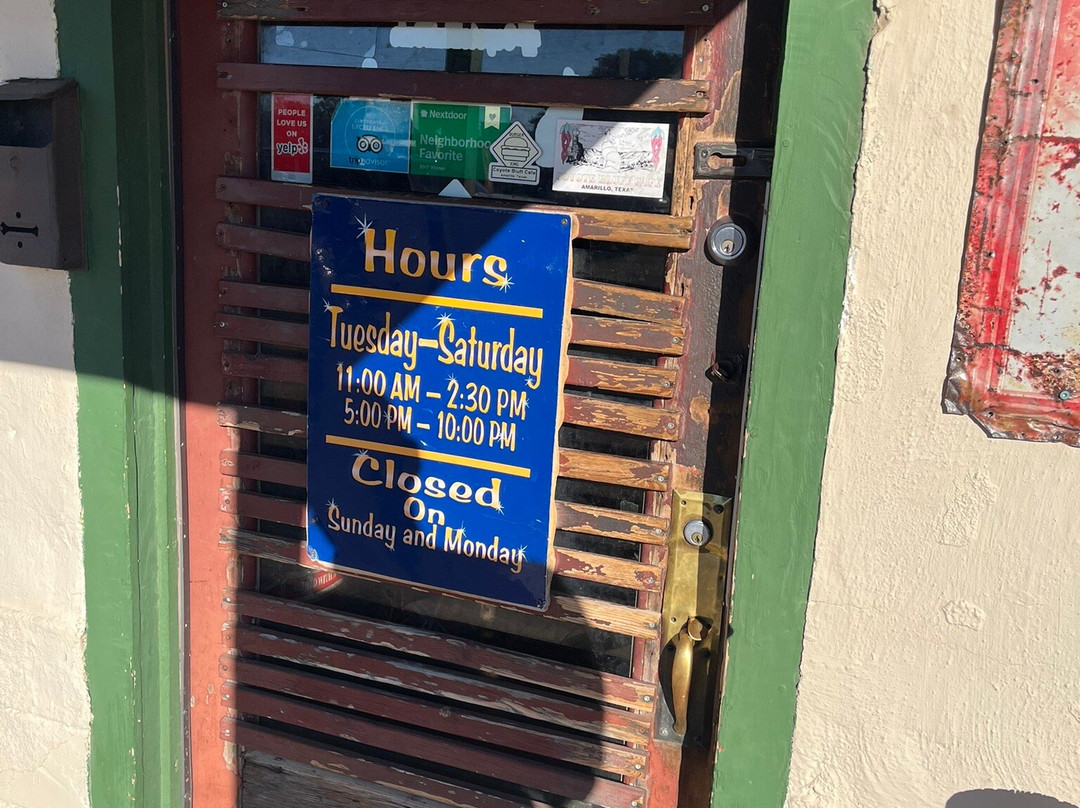 PEOPLE
LOVE US
ON
yelp
tripadvisor
Nextdoor
Neighborhoo
Favorite
Coyote Bluff Cafe
AMARILLO, TEXAS
Hours
Tuesday–Saturday
11:00 AM – 2:30 PM
5:00 PM – 10:00 PM
Closed
On
Sunday and Monday